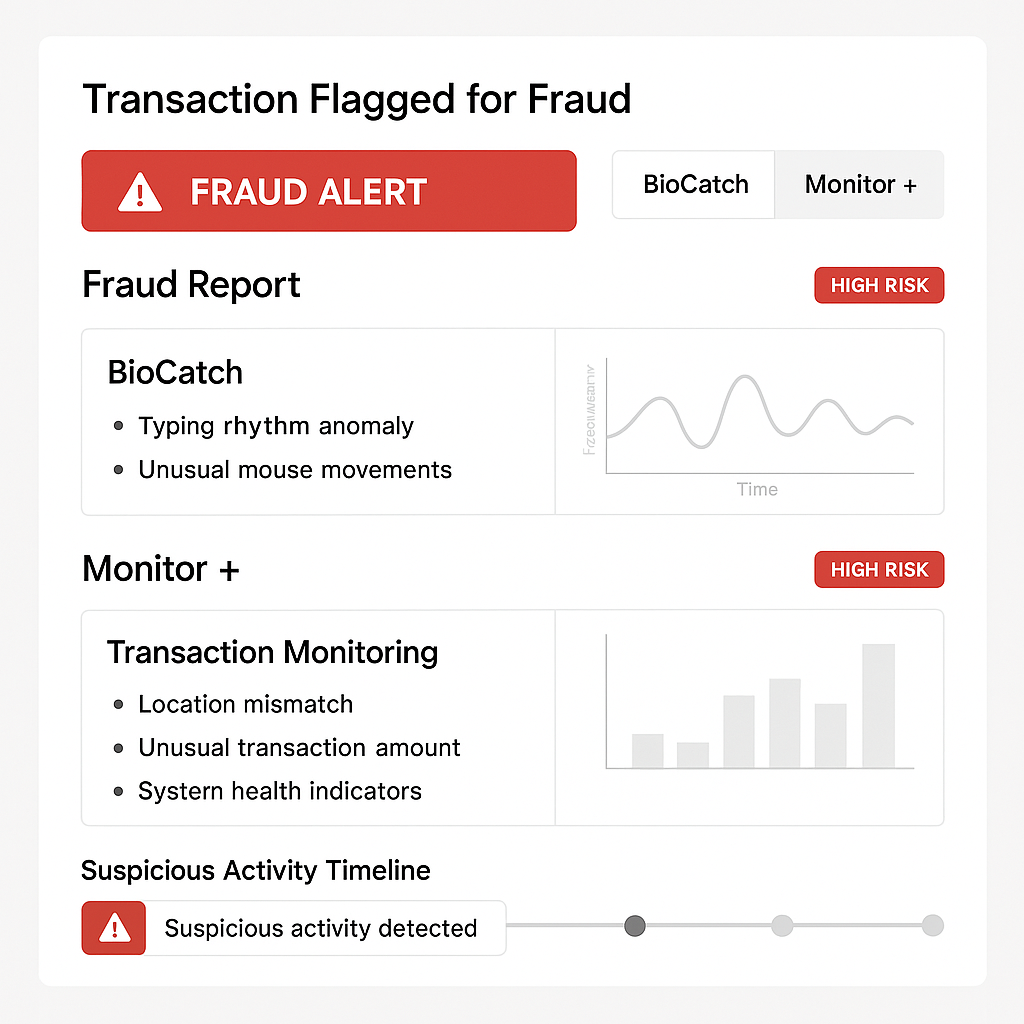 Transaction Flagged for Fraud
FRAUD ALERT
BioCatch
Monitor +
Fraud Report
HIGH RISK
BioCatch
• Typing rhythm anomaly
• Unusual mouse movements
Time
Monitor +
HIGH RISK
Transaction Monitoring
• Location mismatch
• Unusual transaction amount
• Systern health indicators
Suspicious Activity Timeline
Suspicious activity detected